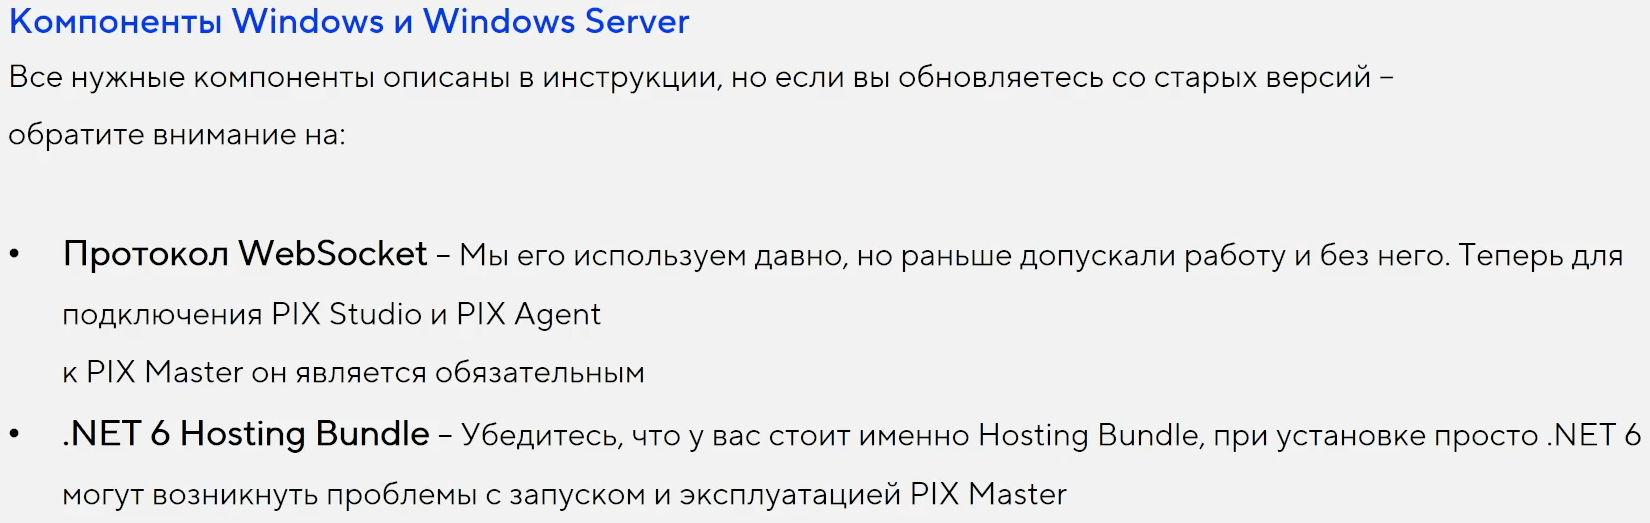 Компоненты Windows и Windows Server
Все нужные компоненты описаны в инструкции, но если вы обновляетесь со старых версий –
обратите внимание на:
• Протокол WebSocket – Мы его используем давно, но раньше допускали работу и без него. Теперь для
подключения PIX Studio и PIX Agent
к PIX Master он является обязательным
• .NET 6 Hosting Bundle – Убедитесь, что у вас стоит именно Hosting Bundle, при установке просто .NET 6
могут возникнуть проблемы с запуском и эксплуатацией PIX Master